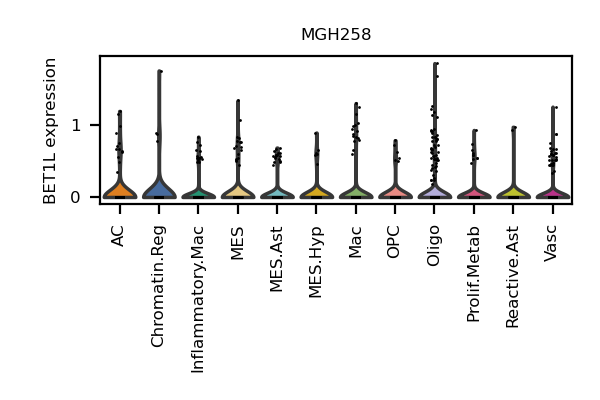 MGH258
BET1L expression
1
0
AC
Chromatin.Reg
Inflammatory.Mac
MES
MES.Ast
MES.Hyp
Mac
OPC
Oligo
Prolif.Metab
Reactive.Ast
Vasc